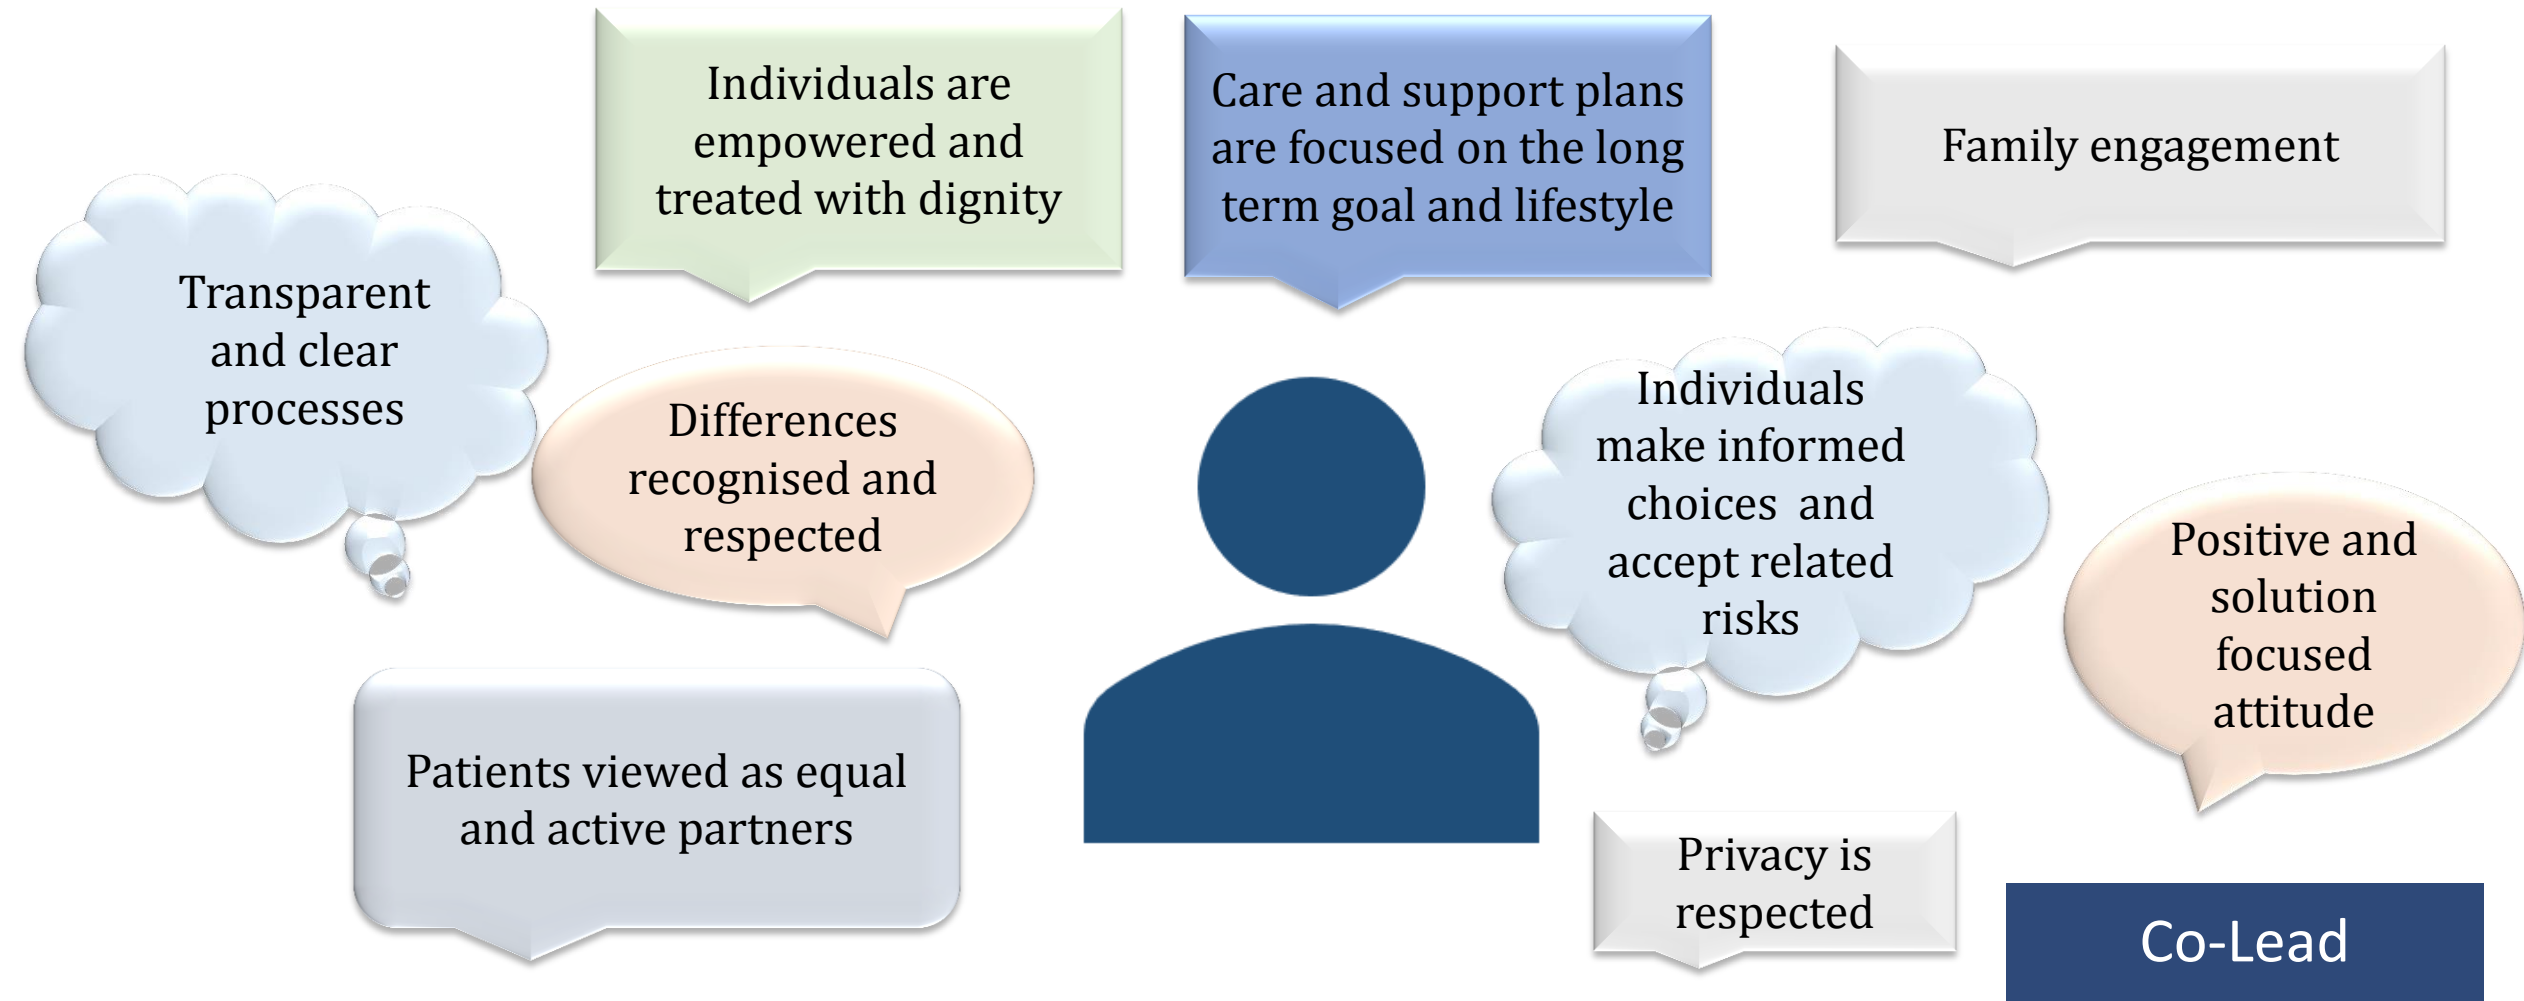 Individuals are
empowered and
treated with dignity
Care and support plans
are focused on the long
term goal and lifestyle
Family engagement
Transparent
and clear
processes
Differences
recognised and
respected
Individuals
make informed
choices  and
accept related
risks
Positive and
solution
focused
attitude
Patients viewed as equal
and active partners
Privacy is
respected
Co-Lead